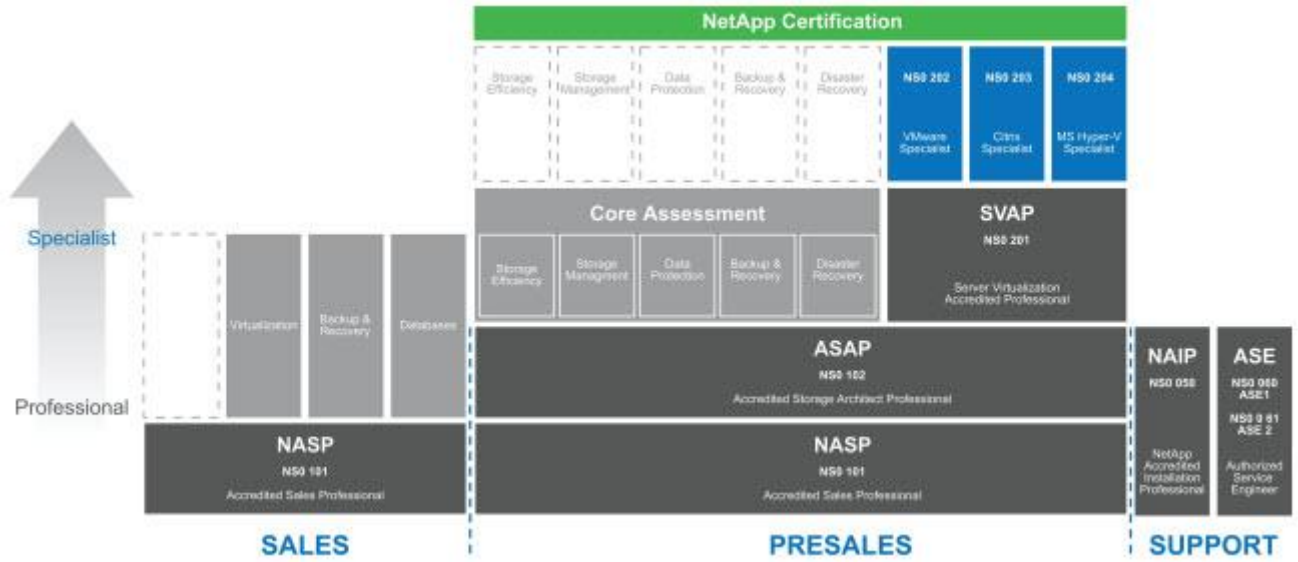 NetApp Certification
Storage
Efficiency
Storage
Management
Data
Protection
Backup &
Recovery
Disaster
Recovery
NS0 202
VMware
Specialist
NS0 203
Citrix
Specialist
NS0 204
MS Hyper-V
Specialist
Specialist
Professional
Core Assessment
Storage
Efficiency
Storage
Managment
Data
Protection
Backup &
Recovery
Disaster
Recovery
SVAP
NS0 201
Server Virtualization
Accredited Professional
Virtualization
Backup &
Recovery
Databases
ASAP
NS0 102
Accredited Storage Architect Professional
NASP
NS0 101
Accredited Sales Professional
NASP
NS0 101
Accredited Sales Professional
NAIP
NS0 050
NetApp
Accredited
Installation
Professional
ASE
NS0 060
ASE1
NS0 0 61
ASE 2
Authorized
Service
Engineer
SALES
PRESALES
SUPPORT